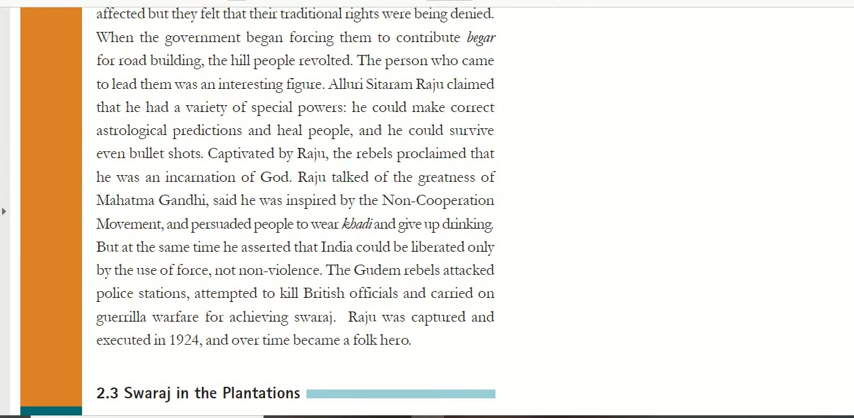 affected but they felt that their traditional rights were being denied.
When the government began forcing them to contribute begar
for road building, the hill people revolted. The person who came
to lead them was an interesting figure. Alluri Sitaram Raju claimed
that he had a variety of special powers: he could make correct
astrological predictions and heal people, and he could survive
even bullet shots. Captivated by Raju, the rebels proclaimed that
he was an incarnation of God. Raju talked of the greatness of
Mahatma Gandhi, said he was inspired by the Non-Cooperation
Movement, and persuaded people to wear khadi and give up drinking.
But at the same time he asserted that India could be liberated only
by the use of force, not non-violence. The Gudem rebels attacked
police stations, attempted to kill British officials and carried on
guerrilla warfare for achieving swaraj. Raju was captured and
executed in 1924, and over time became a folk hero.
2.3 Swaraj in the Plantations